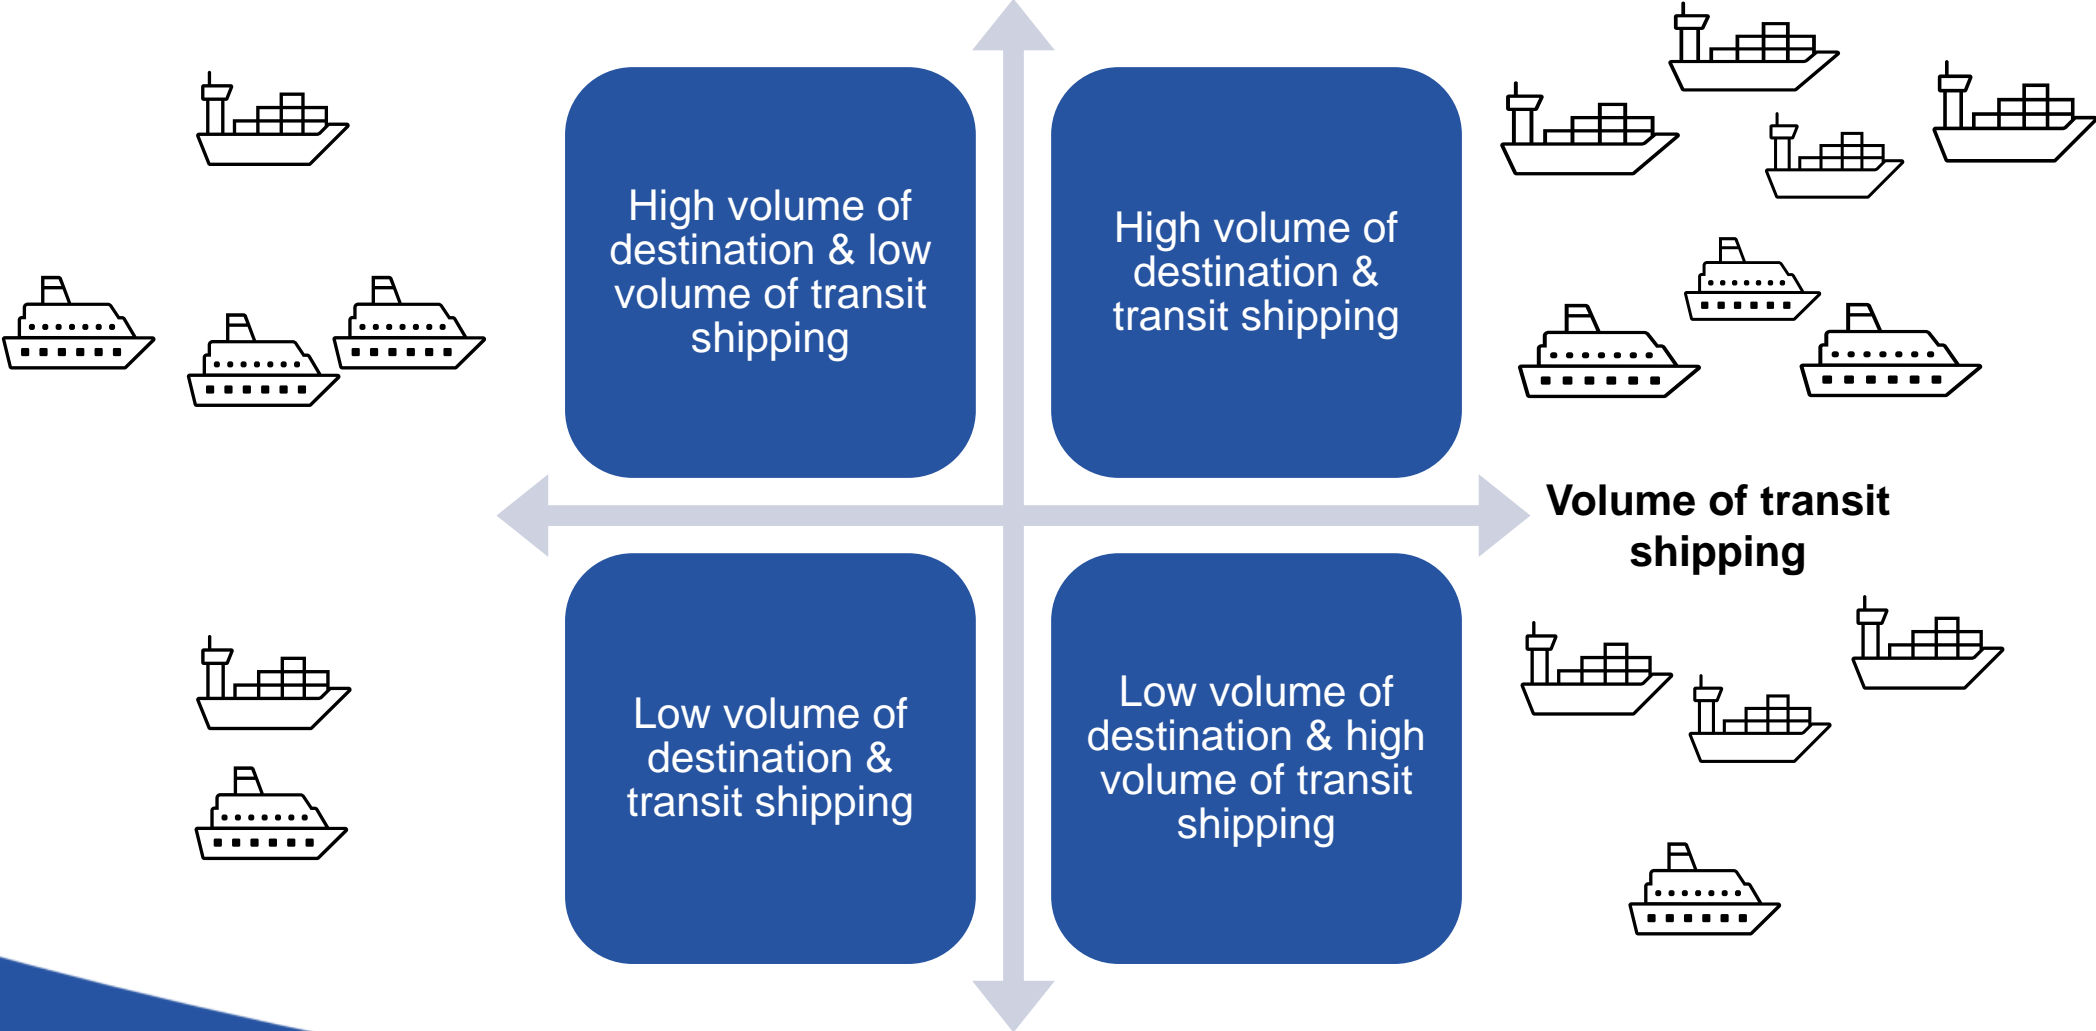 High volume of
destination & low
volume of transit
shipping
High volume of
destination &
transit shipping
Volume of transit
shipping
Low volume of
destination &
transit shipping
Low volume of
destination & high
volume of transit
shipping